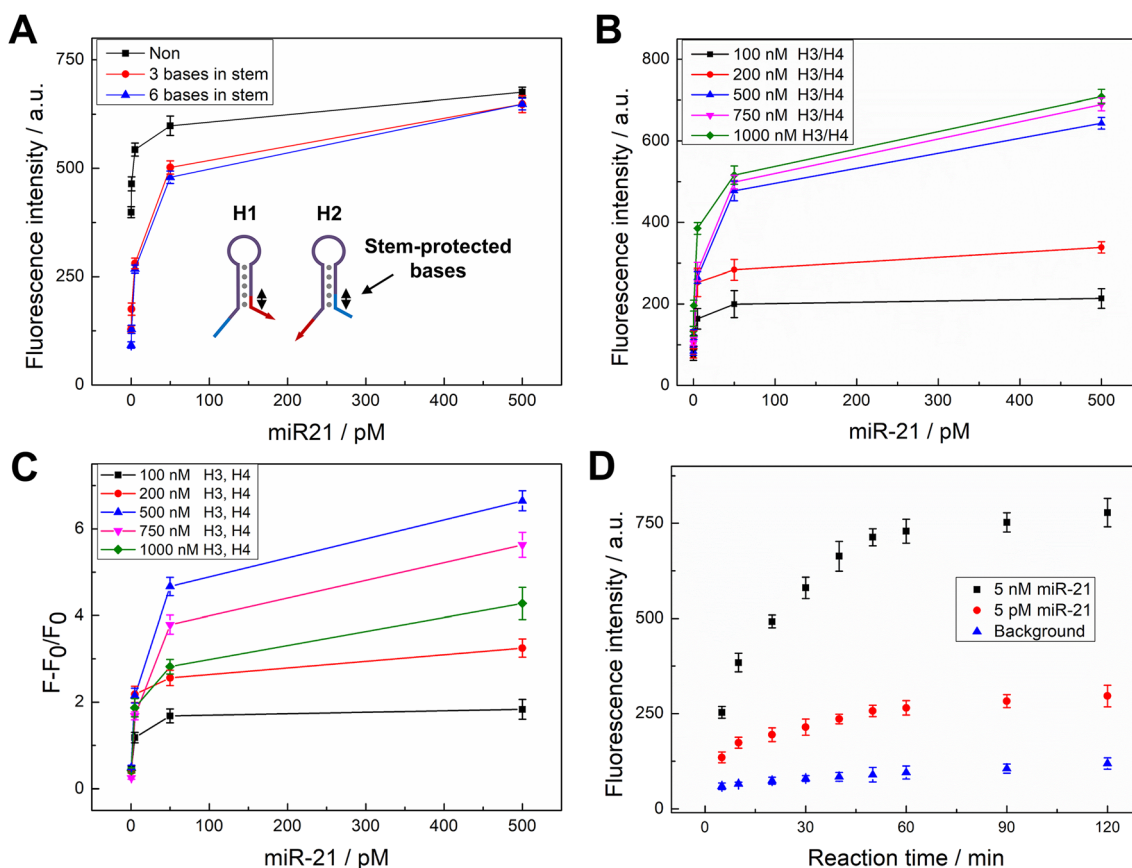 A
Fluorescence intensity / a.u.
750
500
250
0
Non
3 bases in stem
6 bases in stem
H1
H2
Stem-protected
bases
0
100
200
300
400
500
miR21 / pM
B
Fluorescence intensity / a.u.
800
600
400
200
0
100 nM H3/H4
200 nM H3/H4
500 nM H3/H4
750 nM H3/H4
1000 nM H3/H4
0
100
200
300
400
500
miR-21 / pM
C
F-F0/F0
6
4
2
0
100 nM H3, H4
200 nM H3, H4
500 nM H3, H4
750 nM H3, H4
1000 nM H3, H4
0
100
200
300
400
500
miR-21 / pM
D
Fluorescence intensity / a.u.
750
500
250
0
5 nM miR-21
5 pM miR-21
Background
0
30
60
90
120
Reaction time / min